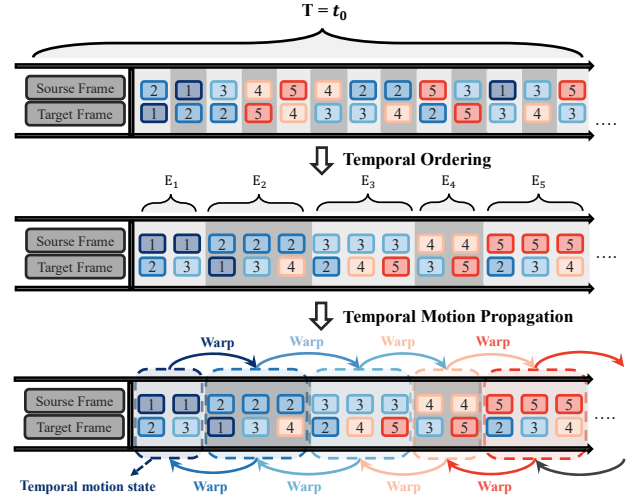 T = t₀
Sourse Frame 2 1 3 4 5 4 2 2 5 3 1 3 5
Target Frame 1 2 2 5 4 3 3 4 2 5 3 4 3
....
Temporal Ordering
E₁ E₂ E₃ E₄ E₅
Sourse Frame 1 1 2 2 2 3 3 3 4 4 5 5 5
Target Frame 2 3 1 3 4 2 4 5 3 5 2 3 4
....
Temporal Motion Propagation
Warp Warp Warp Warp Warp
Sourse Frame 1 1 2 2 2 3 3 3 4 4 5 5 5
Target Frame 2 3 1 3 4 2 4 5 3 5 2 3 4
....
Temporal motion state Warp Warp Warp Warp Warp